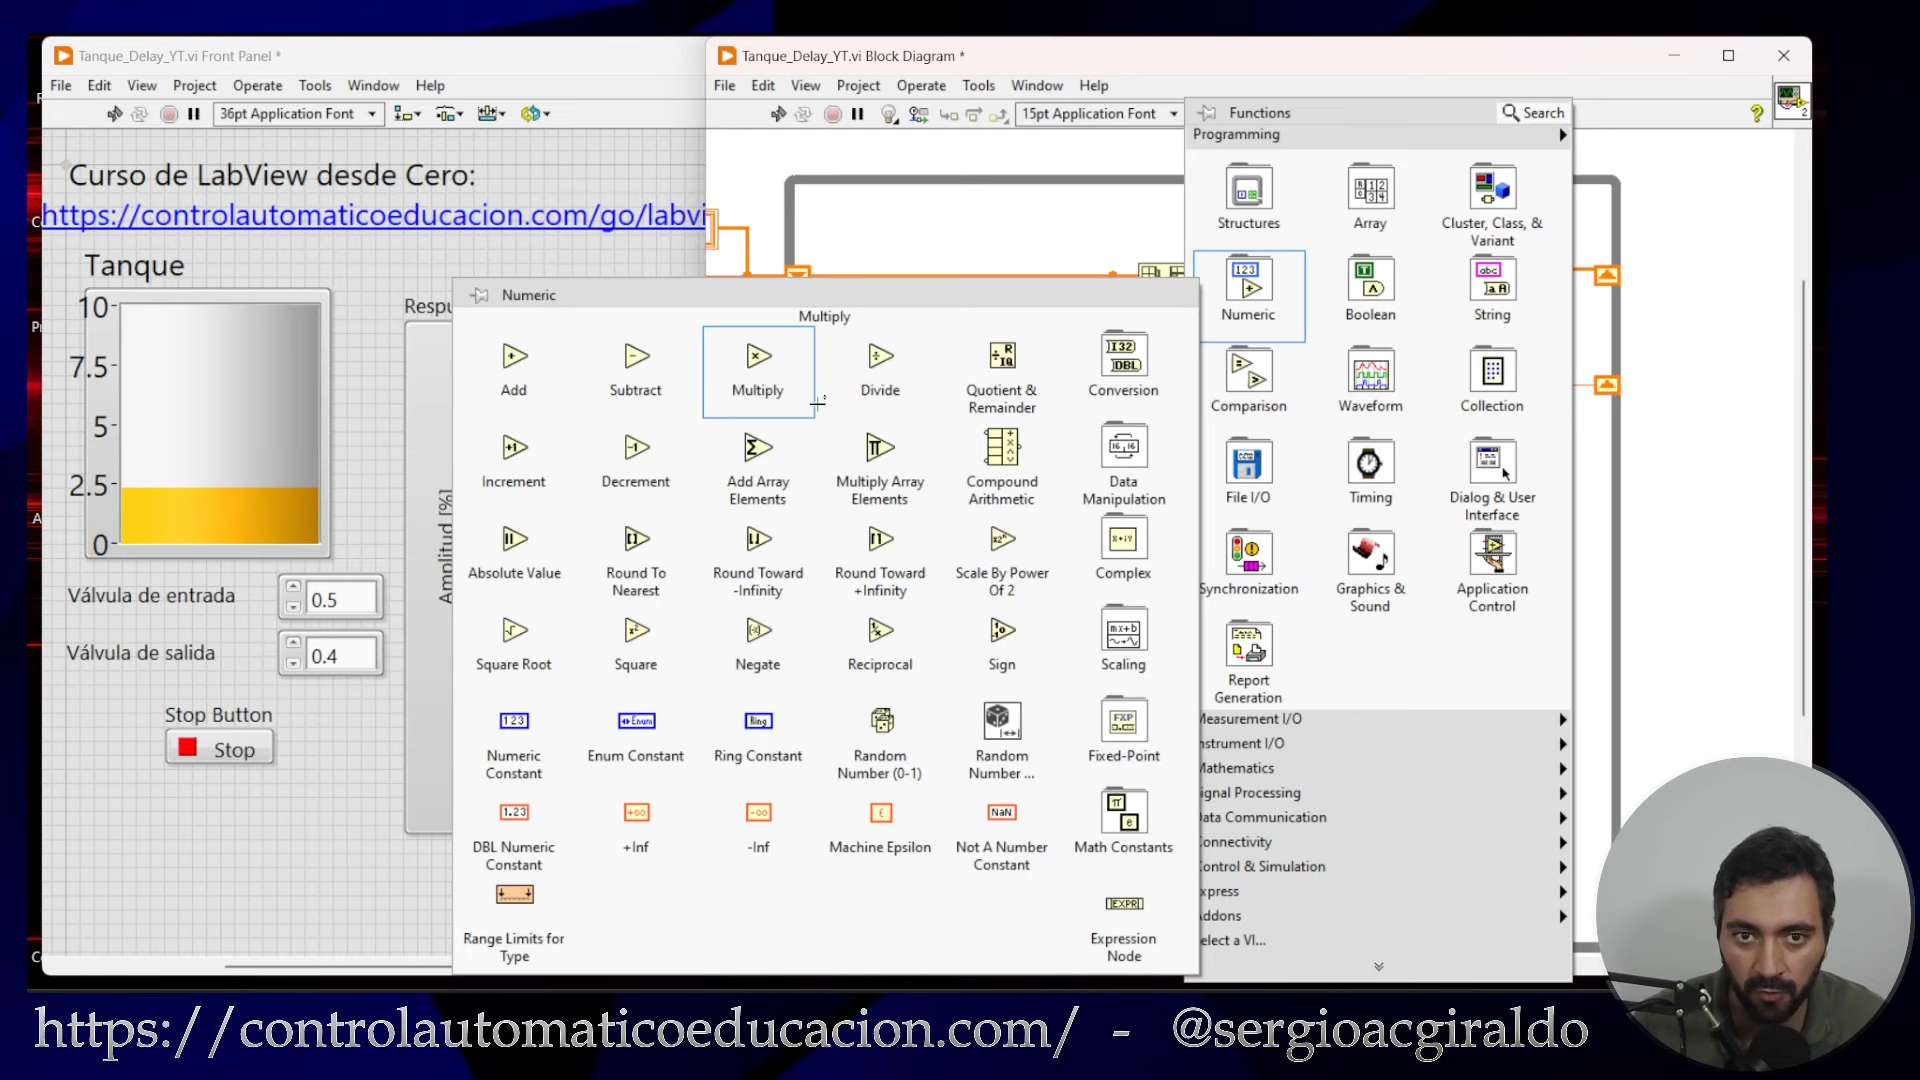 Tanque_Delay_YT.vi Front Panel *
File Edit View Project Operate Tools Window Help
36pt Application Font
Curso de LabView desde Cero:
https://controlautomaticoeducacion.com/go/labvi
Tanque
10
7.5
5
2.5
0
Válvula de entrada 0.5
Válvula de salida 0.4
Stop Button
Stop
Respu
Amplitud [%]
Tanque_Delay_YT.vi Block Diagram *
File Edit View Project Operate Tools Window Help
15pt Application Font
Functions Search
Programming
Structures Array Cluster, Class, & Variant
Numeric Boolean String
Comparison Waveform Collection
File I/O Timing Dialog & User Interface
Synchronization Graphics & Sound Application Control
Report Generation
Measurement I/O
nstrument I/O
Mathematics
ignal Processing
Data Communication
onnectivity
ontrol & Simulation
xpress
Addons
elect a VI...
Numeric
Multiply
Add Subtract Multiply Divide Quotient & Remainder Conversion
Increment Decrement Add Array Elements Multiply Array Elements Compound Arithmetic Data Manipulation
Absolute Value Round To Nearest Round Toward -Infinity Round Toward +Infinity Scale By Power Of 2 Complex
Square Root Square Negate Reciprocal Sign Scaling
Numeric Constant Enum Constant Ring Constant Random Number (0-1) Random Number ... Fixed-Point
DBL Numeric Constant +Inf -Inf Machine Epsilon Not A Number Constant Math Constants
Range Limits for Type Expression Node
https://controlautomaticoeducacion.com/ - @sergioacgiraldo